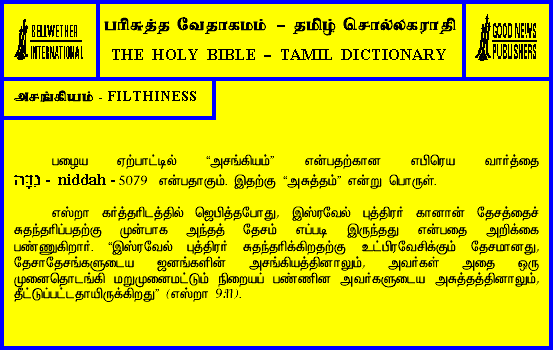 BELLWETHER
INTERNATIONAL
பரிசுத்த வேதாகமம் – தமிழ் சொல்லகராதி
THE HOLY BIBLE – TAMIL DICTIONARY
GOOD NEWS
PUBLISHERS
அசங்கியம் - FILTHINESS
பழைய ஏற்பாட்டில் “அசங்கியம்” என்பதற்கான எபிரெய வார்த்தை
נִדָּה - niddah - 5079 என்பதாகும். இதற்கு “அசுத்தம்” என்று பொருள்.
எஸ்றா கர்த்தரிடத்தில் ஜெபித்தபோது, இஸ்ரவேல் புத்திரர் கானான் தேசத்தைச்
சுதந்தரிப்பதற்கு முன்பாக அந்தத் தேசம் எப்படி இருந்தது என்பதை அறிக்கை
பண்ணுகிறார். “இஸ்ரவேல் புத்திரர் சுதந்தரிக்கிறதற்கு உட்பிரவேசிக்கும் தேசமானது,
தேசாதேசங்களுடைய ஜனங்களின் அசங்கியத்தினாலும், அவர்கள் அதை ஒரு
முனைதொடங்கி மறுமுனைமட்டும் நிறையப் பண்ணின அவர்களுடைய அசுத்தத்தினாலும்,
தீட்டுப்பட்டதாயிருக்கிறது” (எஸ்றா 9:11).